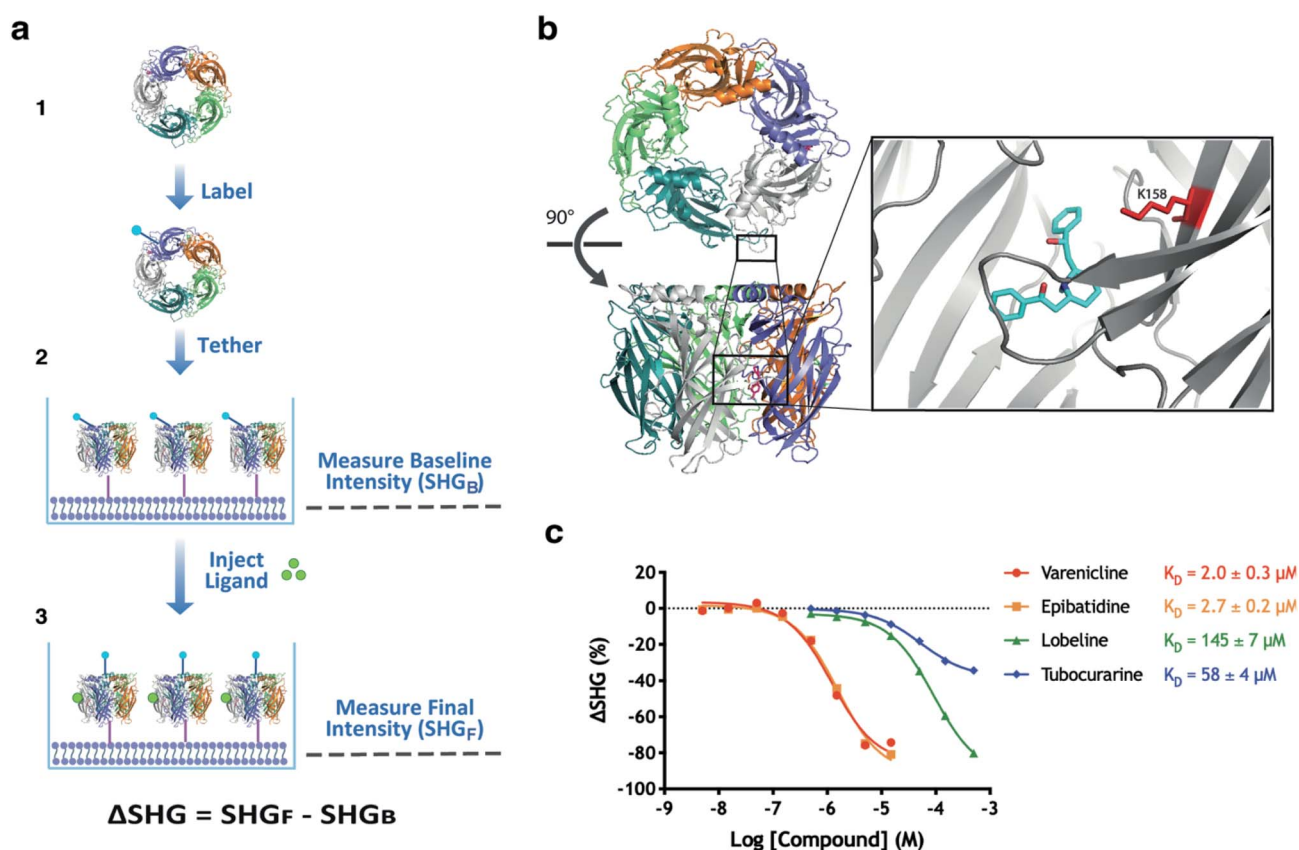 a
1
Label
2
Tether
Measure Baseline
Intensity (SHGB)
Inject
Ligand
3
Measure Final
Intensity (SHGF)
ΔSHG = SHGF - SHGB
b
90°
K158
c
ΔSHG (%)
20
0
-20
-40
-60
-80
-100
-9
-8
-7
-6
-5
-4
-3
Log [Compound] (M)
Varenicline KD = 2.0 ± 0.3 µM
Epibatidine KD = 2.7 ± 0.2 µM
Lobeline KD = 145 ± 7 µM
Tubocurarine KD = 58 ± 4 µM